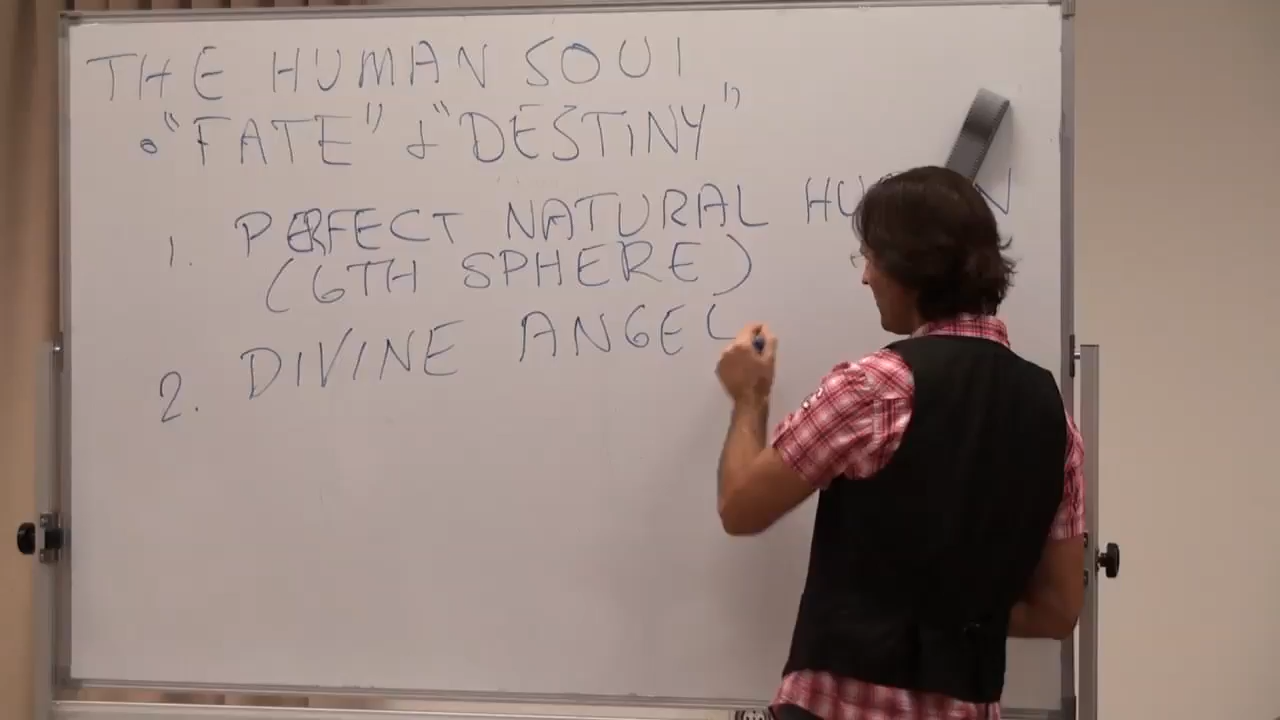 THE HUMAN SOUL
• "FATE" & "DESTINY"
1. PERFECT NATURAL
(6TH SPHERE)
2. DIVINE ANGEL